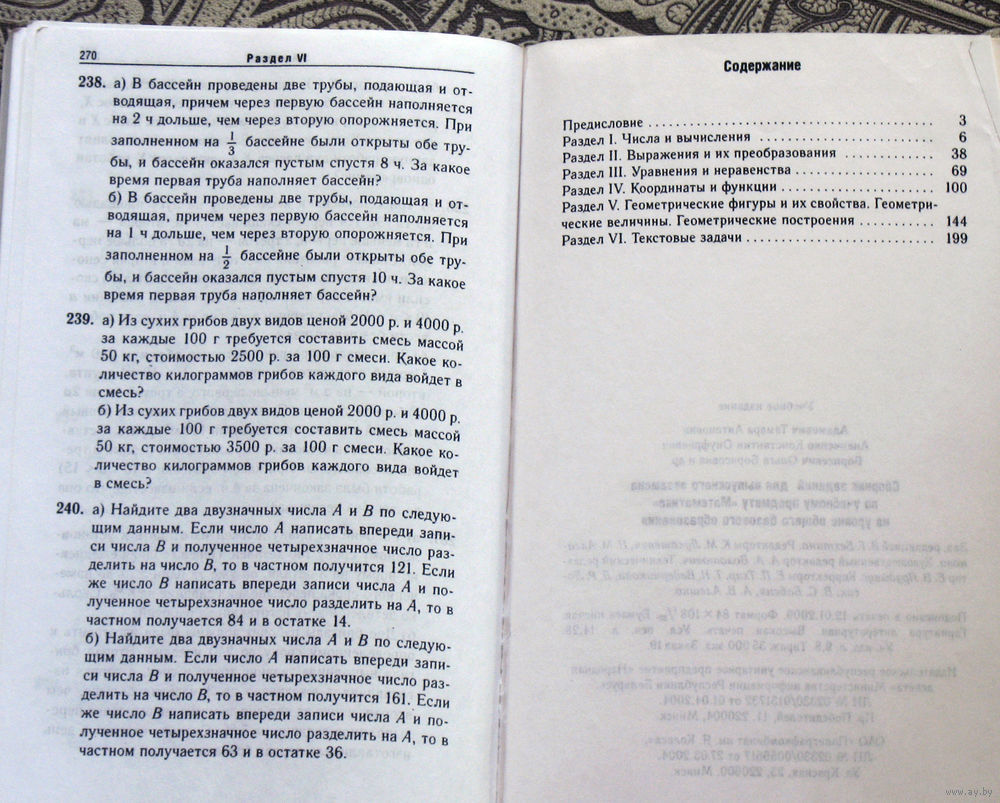 270
Раздел VI
238. а) В бассейн проведены две трубы, подающая и от-
водящая, причем через первую бассейн наполняется
на 2 ч дольше, чем через вторую опорожняется. При
заполненном на 1/3 бассейне были открыты обе тру-
бы, и бассейн оказался пустым спустя 8 ч. За какое
время первая труба наполняет бассейн?
б) В бассейн проведены две трубы, подающая и от-
водящая, причем через первую бассейн наполняется
на 1 ч дольше, чем через вторую опорожняется. При
заполненном на 1/2 бассейне были открыты обе тру-
бы, и бассейн оказался пустым спустя 10 ч. За какое
время первая труба наполняет бассейн?
239. а) Из сухих грибов двух видов ценой 2000 р. и 4000 р.
за каждые 100 г требуется составить смесь массой
50 кг, стоимостью 2500 р. за 100 г смеси. Какое ко-
личество килограммов грибов каждого вида войдет в
смесь?
б) Из сухих грибов двух видов ценой 2000 р. и 4000 р.
за каждые 100 г требуется составить смесь массой
50 кг, стоимостью 3500 р. за 100 г смеси. Какое ко-
личество килограммов грибов каждого вида войдет
в смесь?
240. а) Найдите два двузначных числа A и B по следую-
щим данным. Если число A написать впереди запи-
си числа B и полученное четырехзначное число раз-
делить на число B, то в частном получится 121. Если
же число B написать впереди записи числа A и по-
лученное четырехзначное число разделить на A, то в
частном получается 84 и в остатке 14.
б) Найдите два двузначных числа A и B по следую-
щим данным. Если число A написать впереди запи-
си числа B и полученное четырехзначное число раз-
делить на число B, то в частном получится 161. Если
же число B написать впереди записи числа A и по-
лученное четырехзначное число разделить на A, то в
частном получается 63 и в остатке 36.
Содержание
Предисловие 3
Раздел I. Числа и вычисления 6
Раздел II. Выражения и их преобразования 38
Раздел III. Уравнения и неравенства 69
Раздел IV. Координаты и функции 100
Раздел V. Геометрические фигуры и их свойства. Геометри-
ческие величины. Геометрические построения 144
Раздел VI. Текстовые задачи 199
www.ay.by